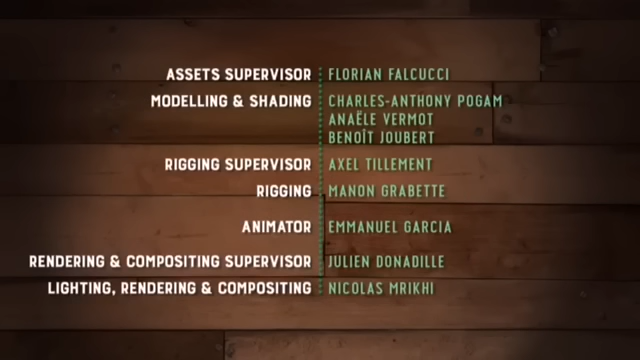 ASSETS SUPERVISOR FLORIAN FALCUCCI
MODELLING & SHADING CHARLES-ANTHONY POGAM
ANAËLE VERMOT
BENOÎT JOUBERT
RIGGING SUPERVISOR AXEL TILLEMENT
RIGGING MANON GRABETTE
ANIMATOR EMMANUEL GARCIA
RENDERING & COMPOSITING SUPERVISOR JULIEN DONADILLE
LIGHTING, RENDERING & COMPOSITING NICOLAS MRIKHI